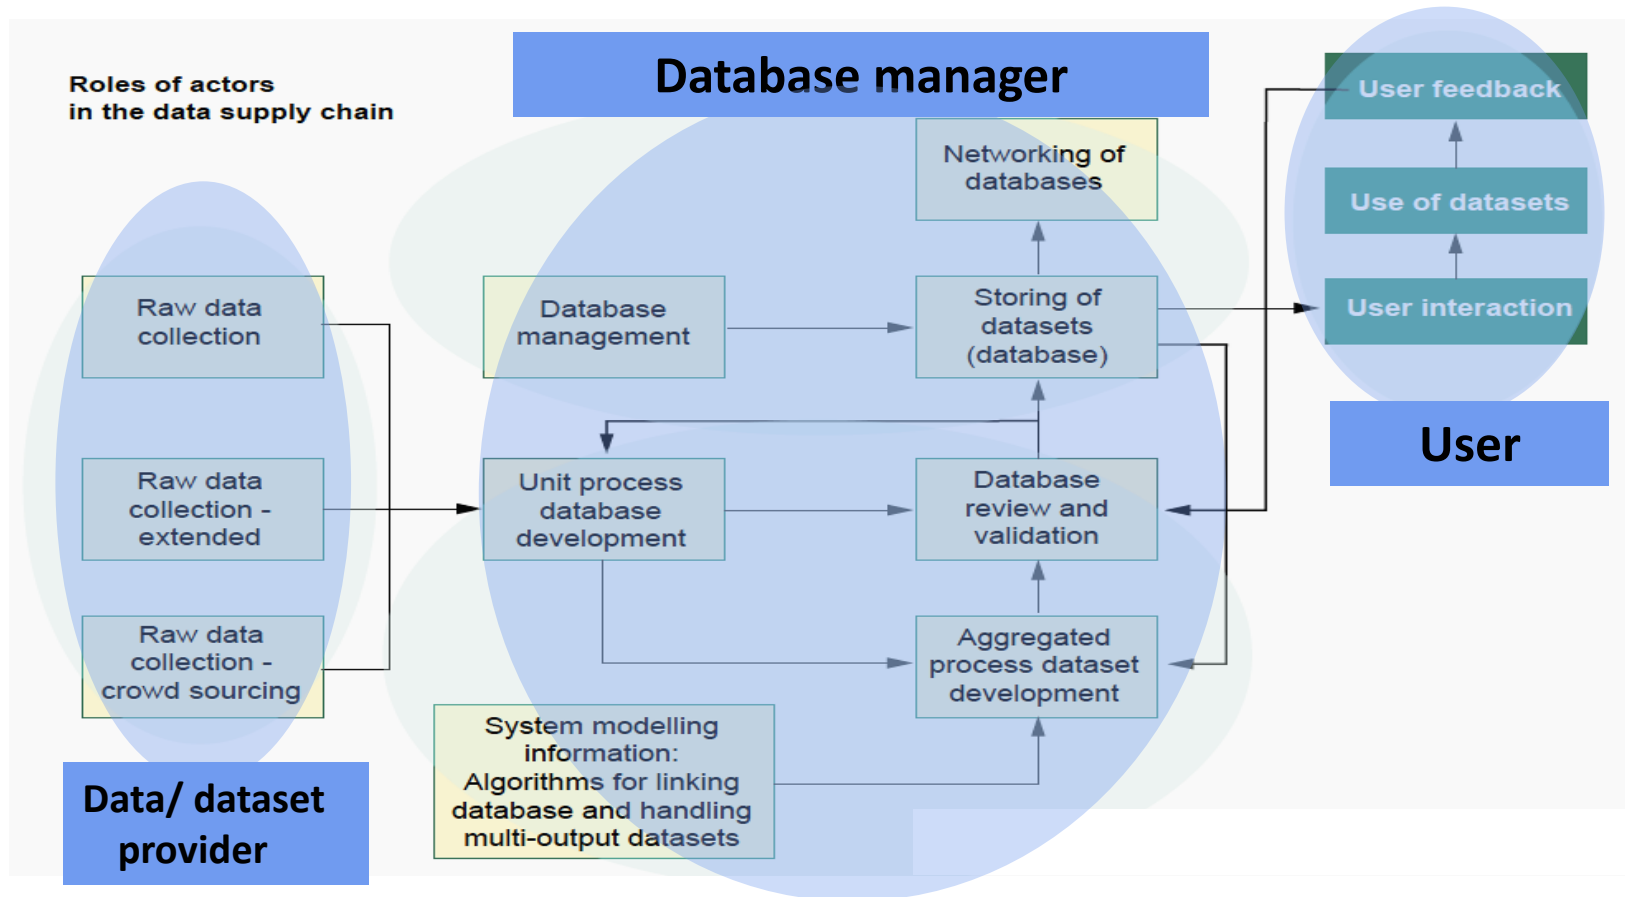 Roles of actors
in the data supply chain
Database manager
User feedback
Use of datasets
User interaction
User
Networking of
databases
Raw data
collection
Database
management
Storing of
datasets
(database)
Raw data
collection -
extended
Unit process
database
development
Database
review and
validation
Raw data
collection -
crowd sourcing
Aggregated
process dataset
development
System modelling
information:
Algorithms for linking
database and handling
multi-output datasets
Data/ dataset
provider